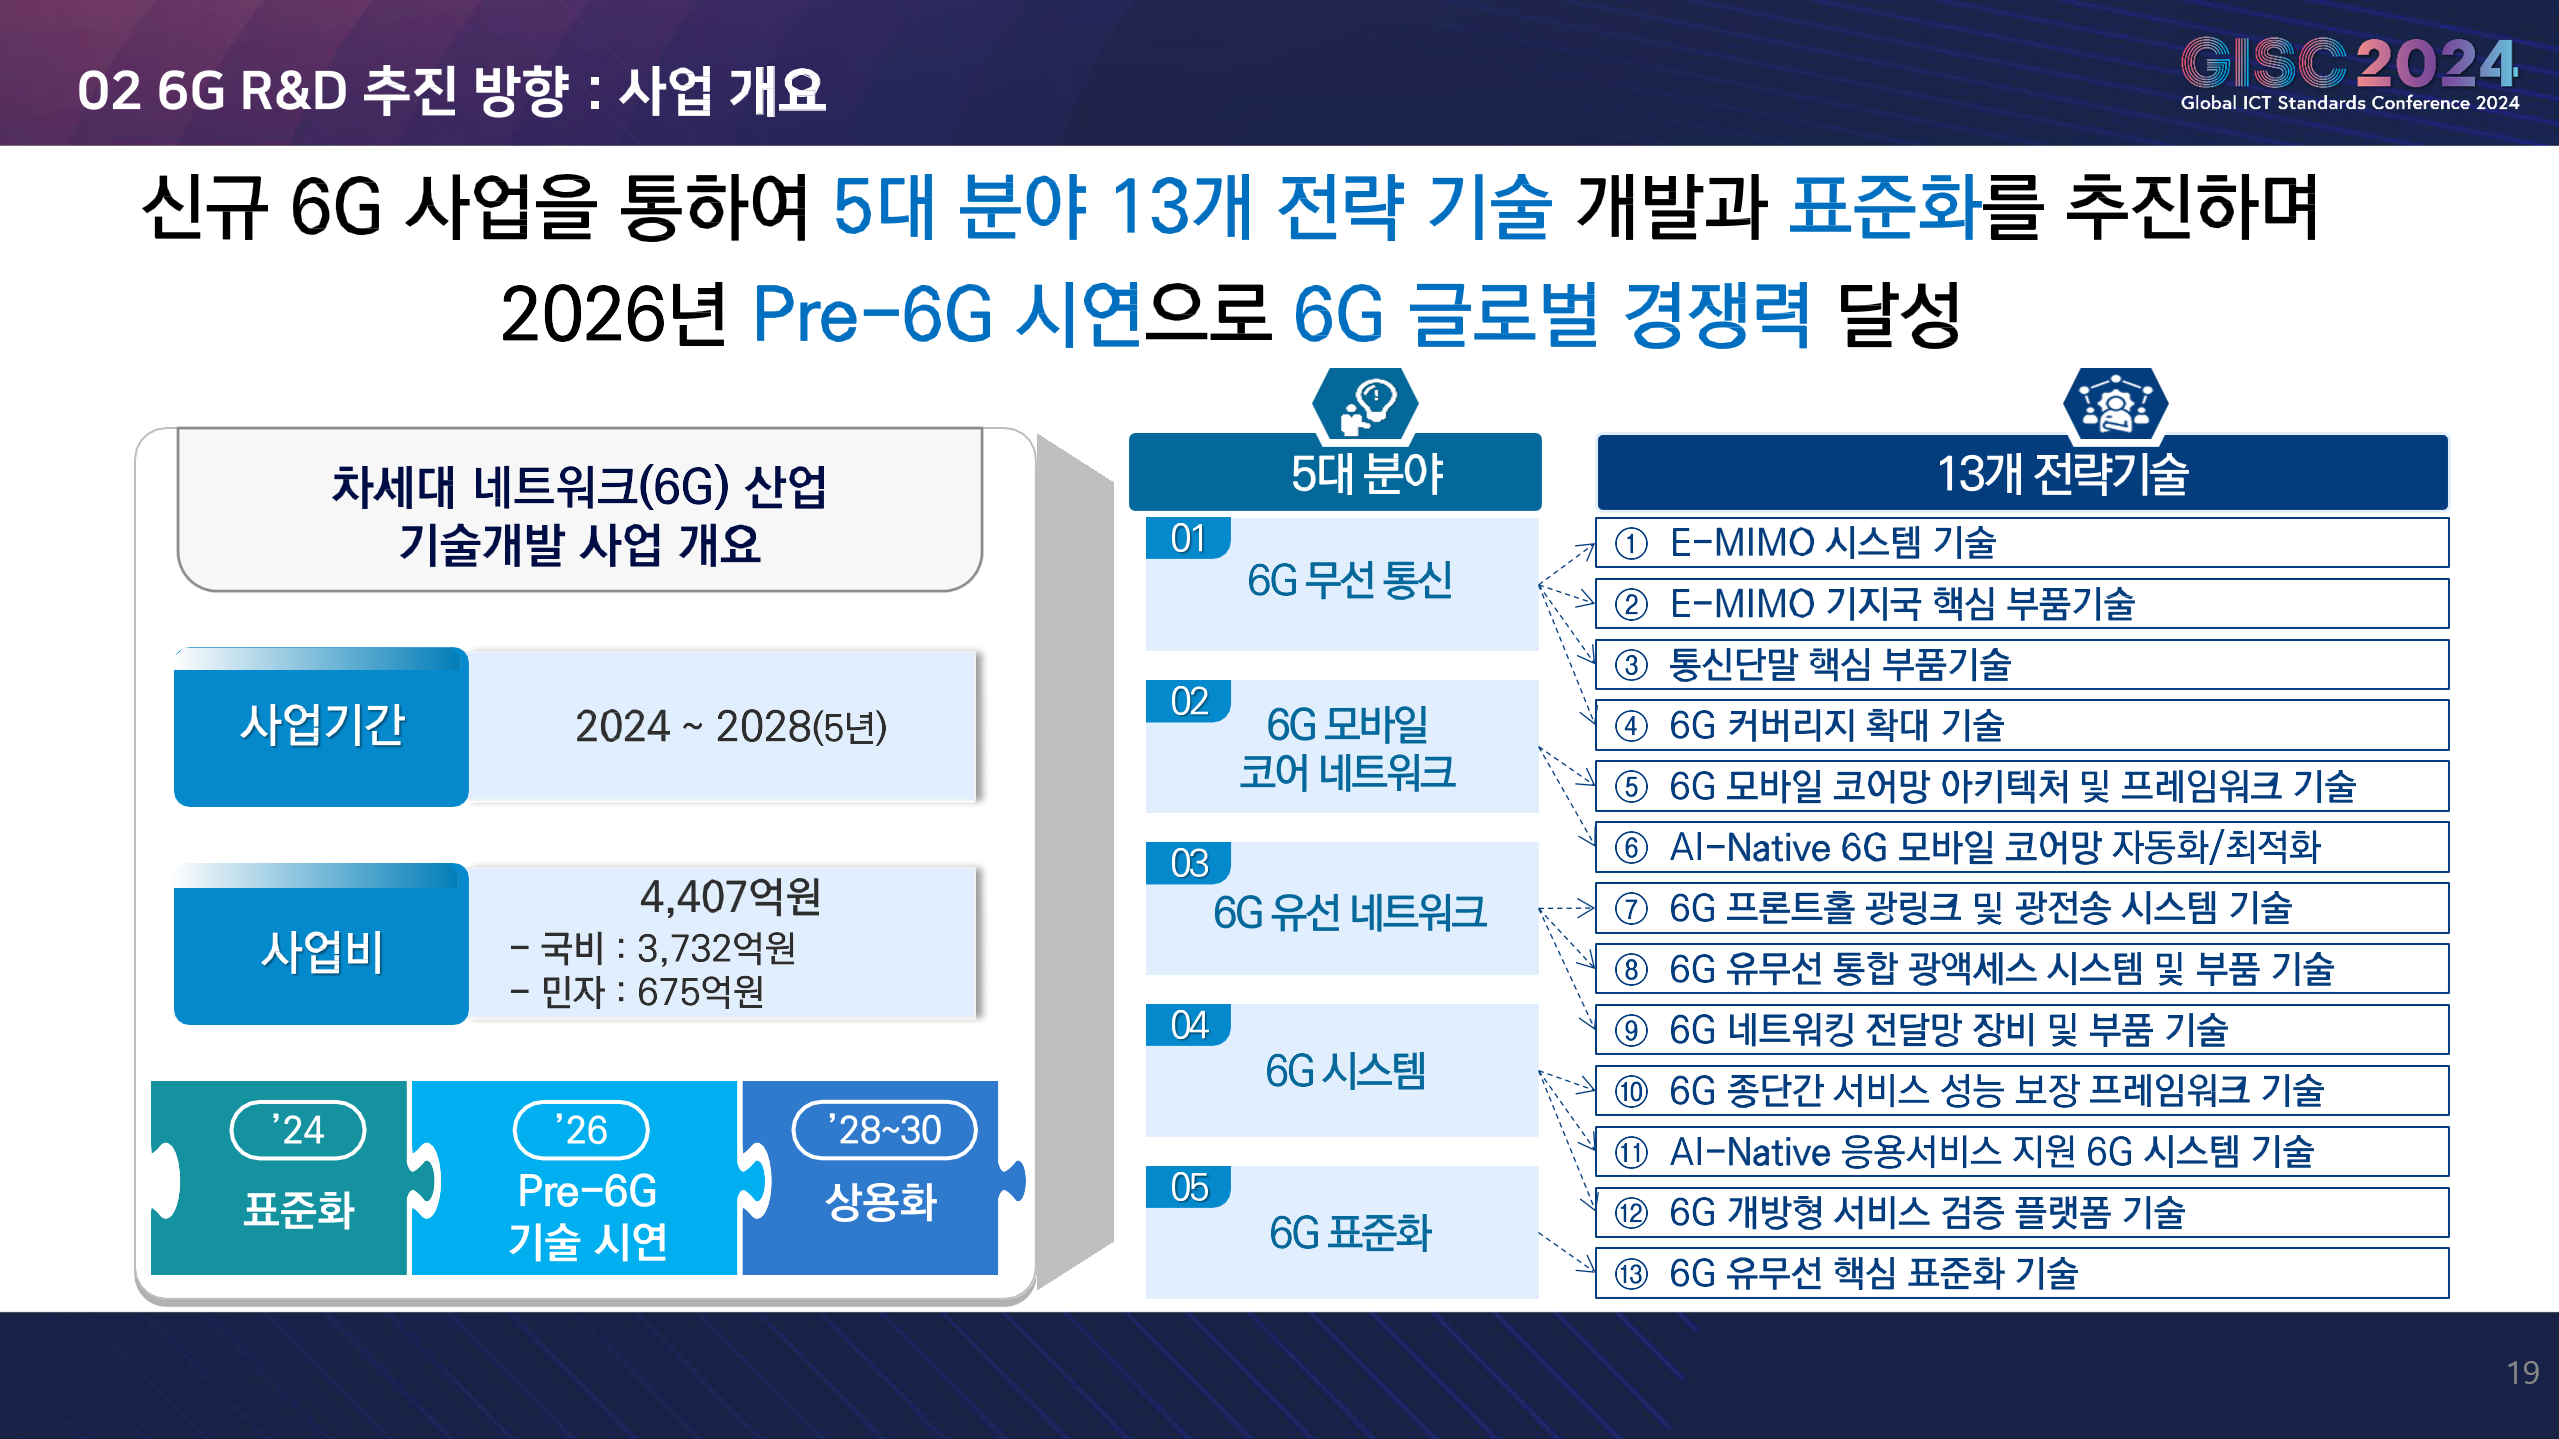 02 6G R&D 추진 방향 : 사업 개요
GISC 2024
Global ICT Standards Conference 2024
신규 6G 사업을 통하여 5대 분야 13개 전략 기술 개발과 표준화를 추진하며
2026년 Pre-6G 시연으로 6G 글로벌 경쟁력 달성
차세대 네트워크(6G) 산업
기술개발 사업 개요
사업기간
2024 ~ 2028(5년)
사업비
4,407억원
- 국비 : 3,732억원
- 민자 : 675억원
’24
표준화
’26
Pre-6G
기술 시연
’28~30
상용화
5대 분야
01
6G 무선 통신
02
6G 모바일
코어 네트워크
03
6G 유선 네트워크
04
6G 시스템
05
6G 표준화
13개 전략기술
① E-MIMO 시스템 기술
② E-MIMO 기지국 핵심 부품기술
③ 통신단말 핵심 부품기술
④ 6G 커버리지 확대 기술
⑤ 6G 모바일 코어망 아키텍처 및 프레임워크 기술
⑥ AI-Native 6G 모바일 코어망 자동화/최적화
⑦ 6G 프론트홀 광링크 및 광전송 시스템 기술
⑧ 6G 유무선 통합 광액세스 시스템 및 부품 기술
⑨ 6G 네트워킹 전달망 장비 및 부품 기술
⑩ 6G 종단간 서비스 성능 보장 프레임워크 기술
⑪ AI-Native 응용서비스 지원 6G 시스템 기술
⑫ 6G 개방형 서비스 검증 플랫폼 기술
⑬ 6G 유무선 핵심 표준화 기술
19